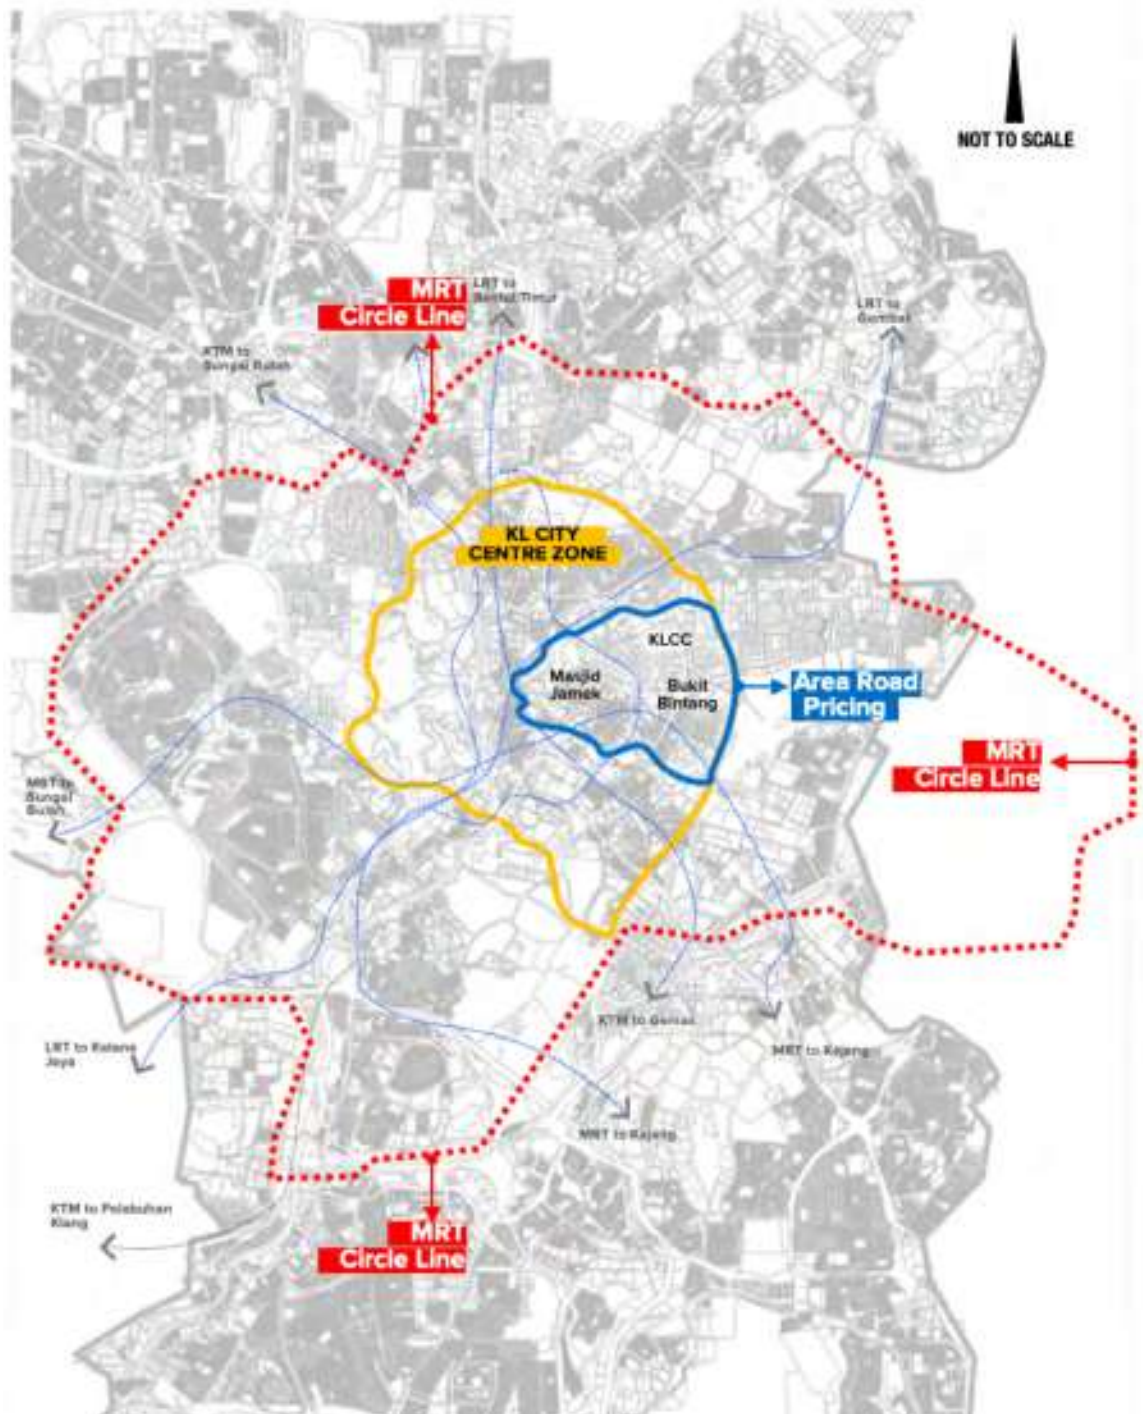 NOT TO SCALE
MRT
Circle Line
LRT to
Sentul Timur
LRT to
Gombak
KTM to
Sungai Buloh
KL CITY
CENTRE ZONE
KLCC
Masjid
Jamek
Bukit
Bintang
Area Road
Pricing
MRT
Circle Line
MRT to
Sungai
Buloh
KTM to
LRT to Kelana
Jaya
MRT to Kajang
MRT to Kajang
KTM to Pelabuhan
Klang
MRT
Circle Line